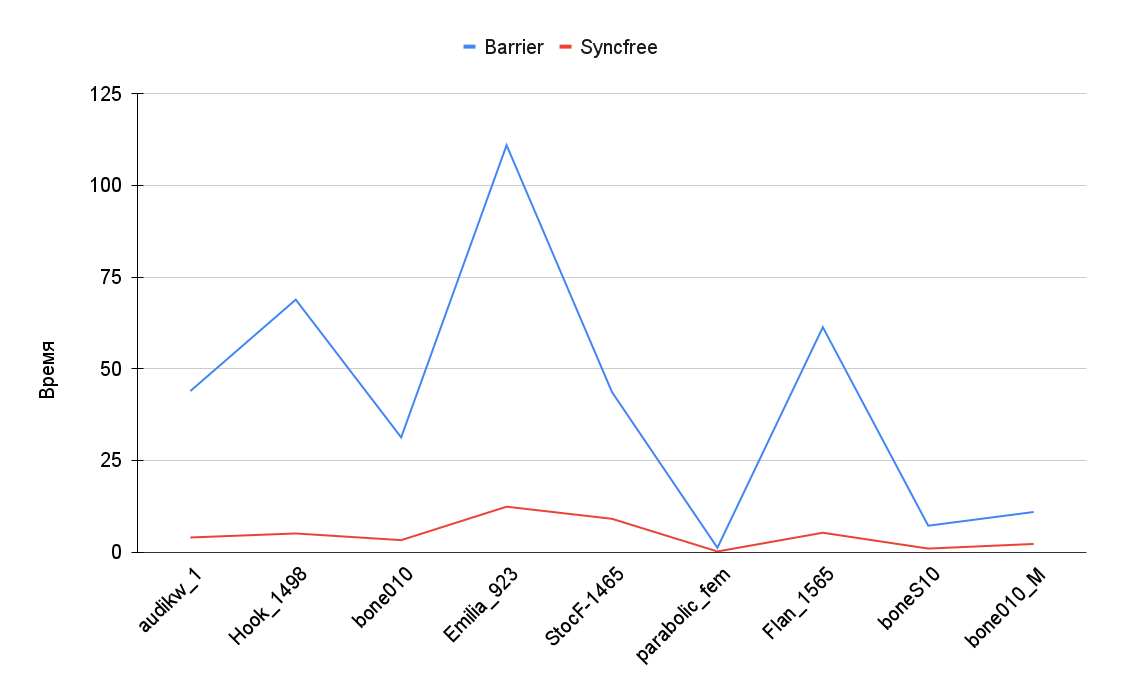 Barrier Syncfree
125
100
75
50
25
0
Время
audikw_1
Hook_1498
bone010
Emilia_923
StocF-1465
parabolic_fem
Flan_1565
boneS10
bone010_M